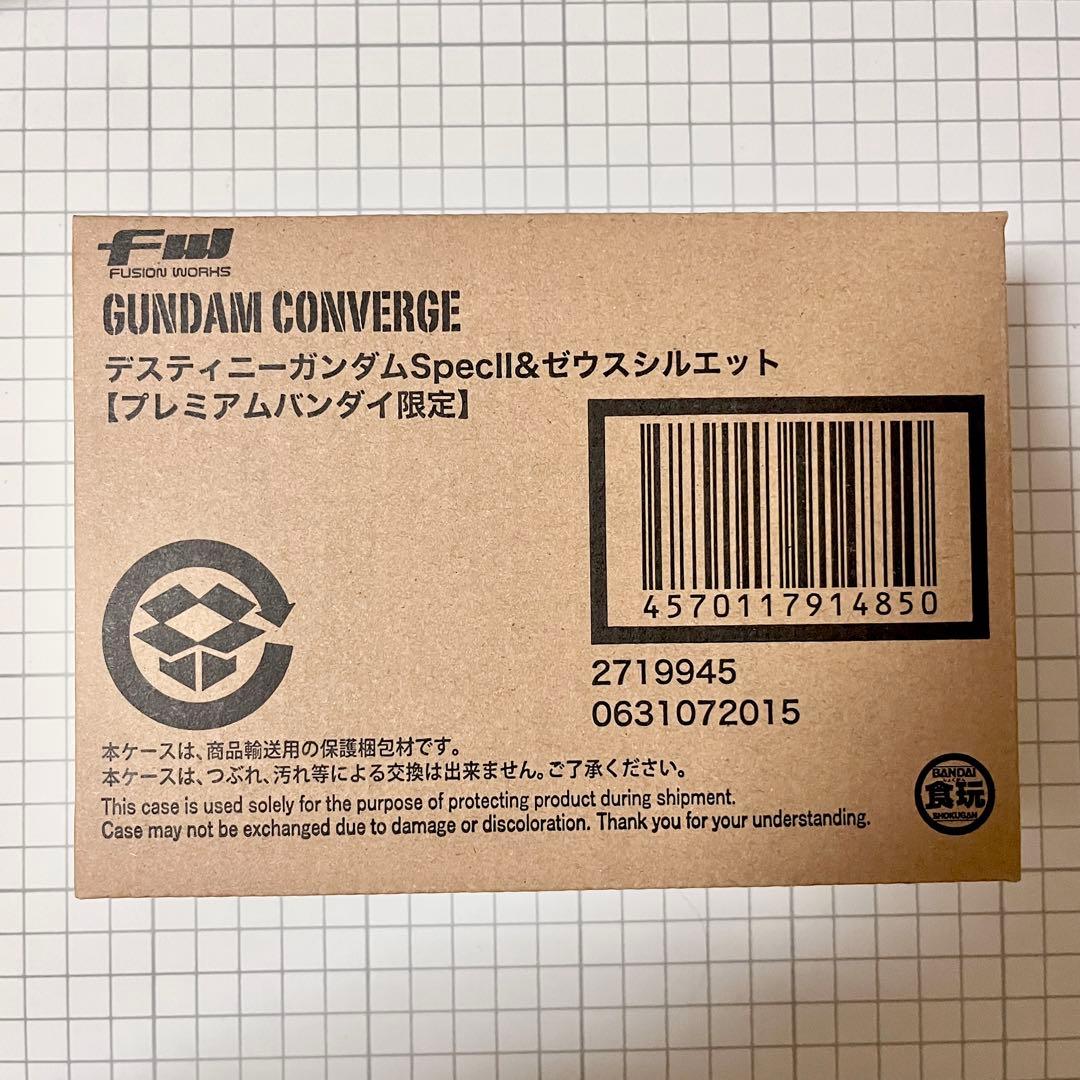 FW
FUSION WORKS
GUNDAM CONVERGE
デスティニーガンダムSpecII&ゼウスシルエット
【プレミアムバンダイ限定】
4570117914850
2719945
0631072015
本ケースは、商品輸送用の保護梱包材です。
本ケースは、つぶれ、汚れ等による交換は出来ません。ご了承ください。
This case is used solely for the purpose of protecting product during shipment.
Case may not be exchanged due to damage or discoloration. Thank you for your understanding.
BANDAI
しょくがん
食玩
SHOKUGAN